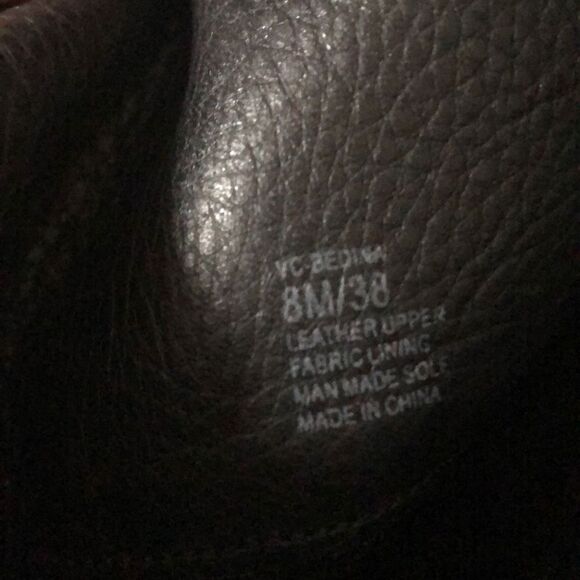 VC-BEDINA
8M/38
LEATHER UPPER
FABRIC LINING
MAN MADE SOLE
MADE IN CHINA